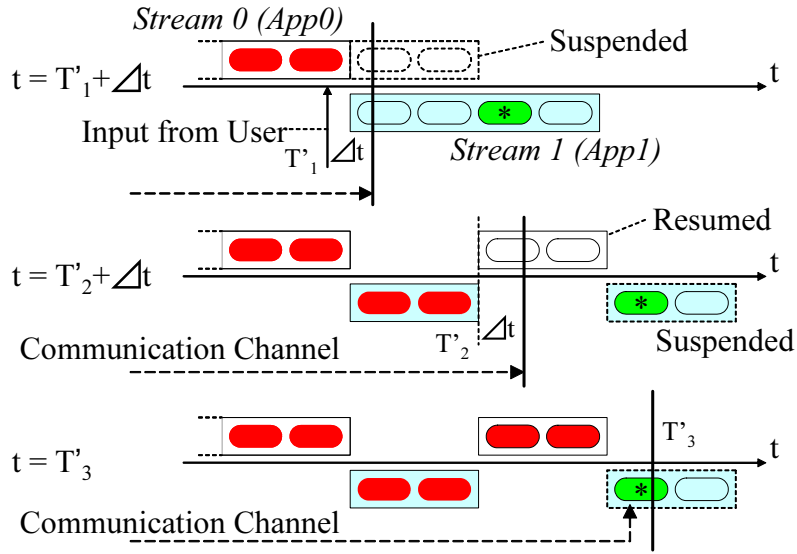 Stream 0 (App0)
Suspended
t = T'1 + ⊿t
t
*
Input from User
T'1
⊿t
Stream 1 (App1)
Resumed
t = T'2 + ⊿t
t
*
T'2
⊿t
Communication Channel
Suspended
T'3
t
t = T'3
*
Communication Channel